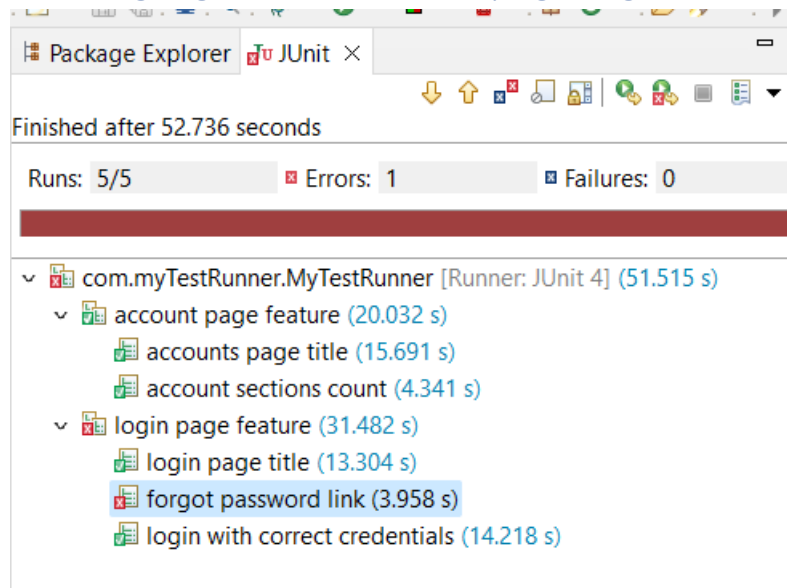 Package Explorer JUnit
Finished after 52.736 seconds
Runs: 5/5 Errors: 1 Failures: 0
com.myTestRunner.MyTestRunner [Runner: JUnit 4] (51.515 s)
account page feature (20.032 s)
accounts page title (15.691 s)
account sections count (4.341 s)
login page feature (31.482 s)
login page title (13.304 s)
forgot password link (3.958 s)
login with correct credentials (14.218 s)